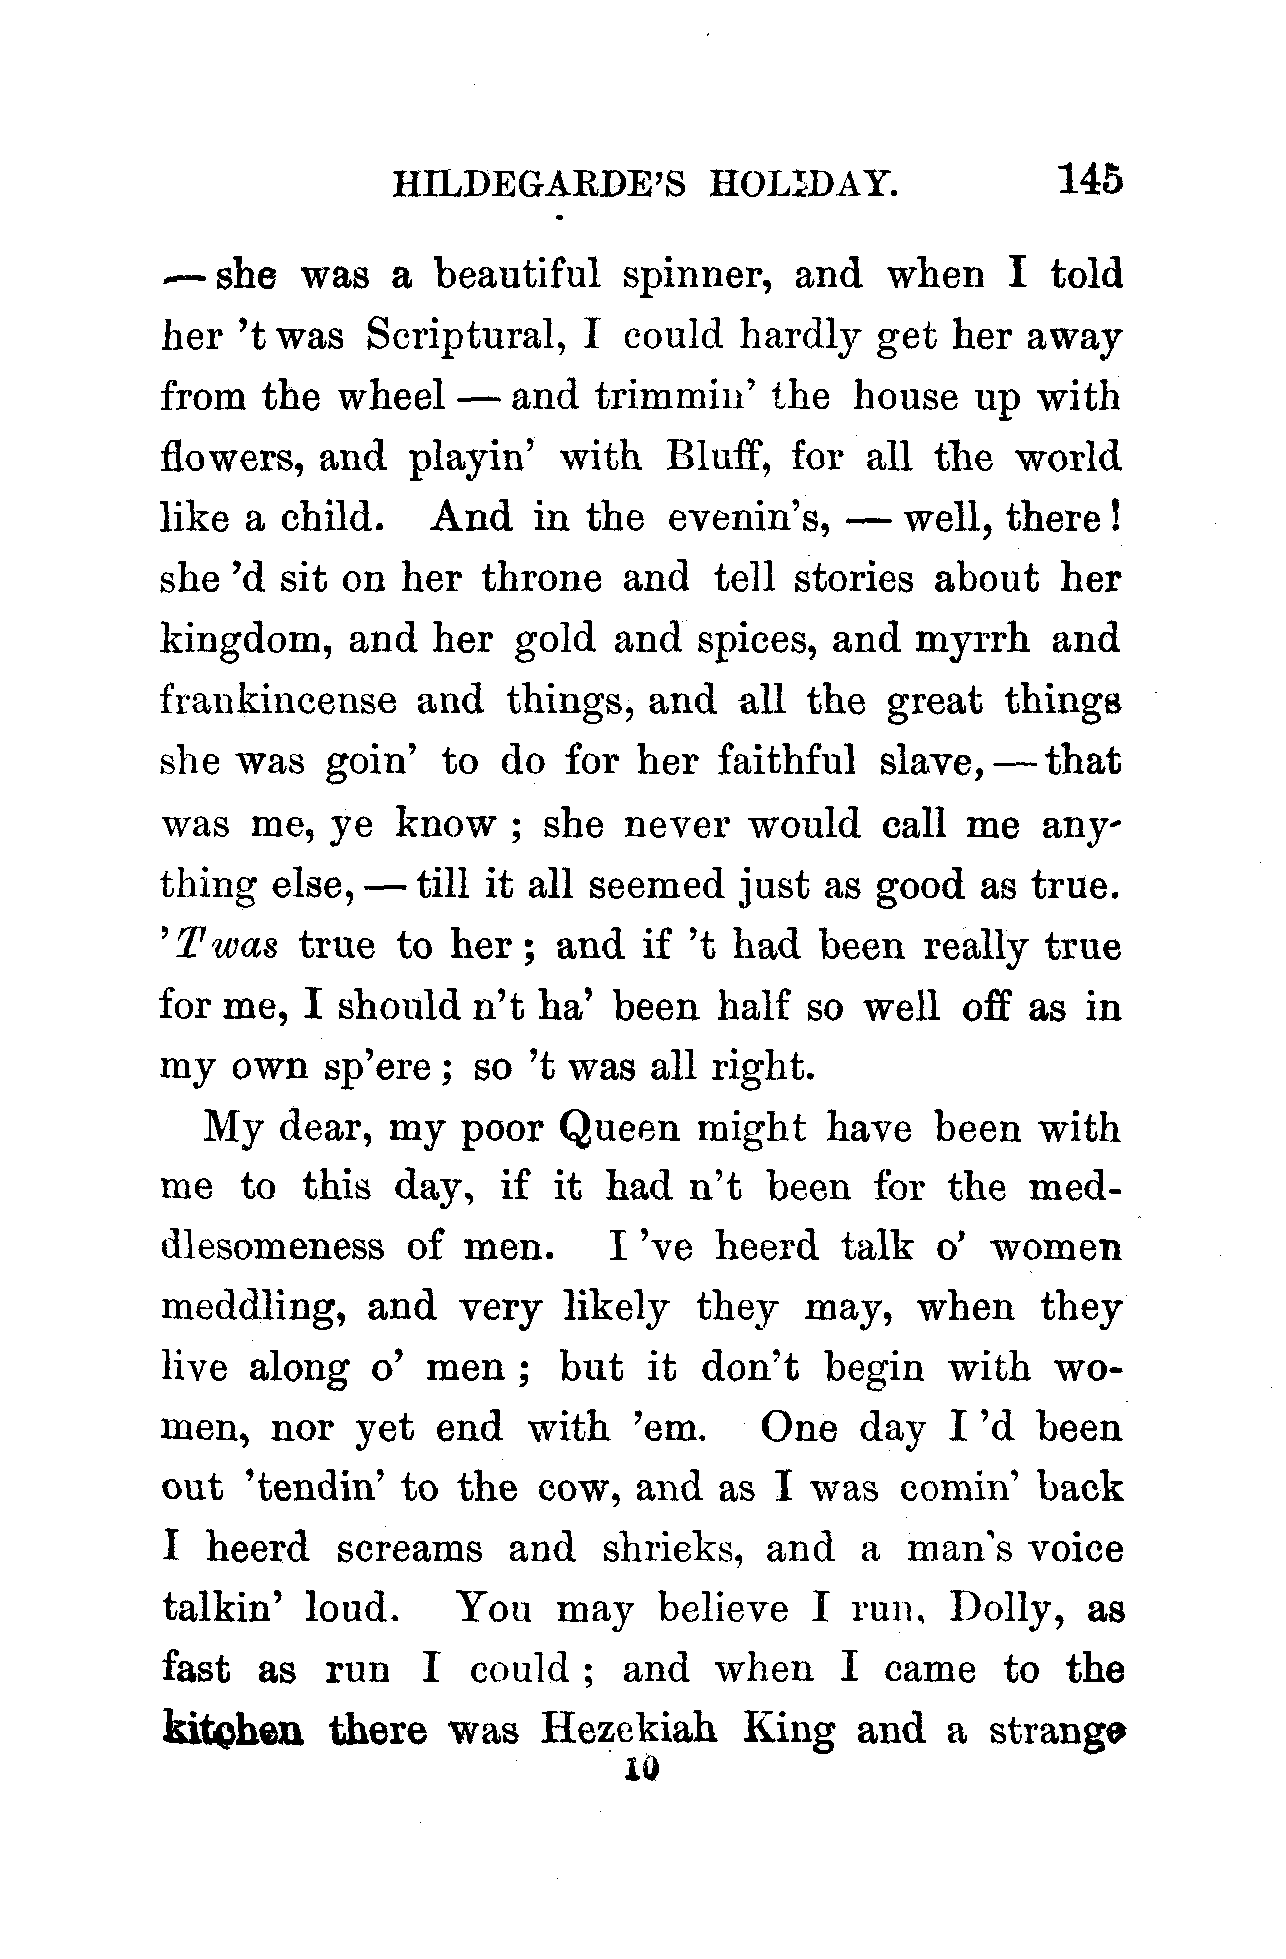 HILDEGARDE'S HOLIDAY. 145
— she was a beautiful spinner, and when I told
her 't was Scriptural, I could hardly get her away
from the wheel — and trimmin' the house up with
flowers, and playin' with Bluff, for all the world
like a child. And in the evenin's, — well, there!
she 'd sit on her throne and tell stories about her
kingdom, and her gold and spices, and myrrh and
frankincense and things, and all the great things
she was goin' to do for her faithful slave, — that
was me, ye know ; she never would call me any-
thing else, — till it all seemed just as good as true.
'Twas true to her ; and if 't had been really true
for me, I should n't ha' been half so well off as in
my own sp'ere ; so 't was all right.
My dear, my poor Queen might have been with
me to this day, if it had n't been for the med-
dlesomeness of men. I 've heerd talk o' women
meddling, and very likely they may, when they
live along o' men ; but it don't begin with wo-
men, nor yet end with 'em. One day I 'd been
out 'tendin' to the cow, and as I was comin' back
I heerd screams and shrieks, and a man's voice
talkin' loud. You may believe I run, Dolly, as
fast as run I could ; and when I came to the
kitchen there was Hezekiah King and a strange
10